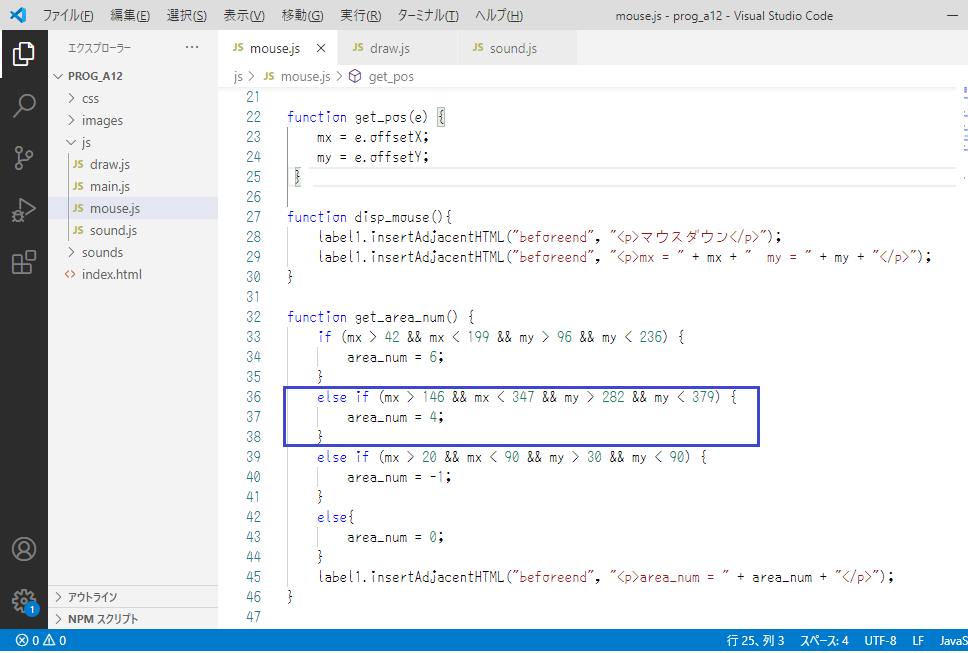 ファイル(F) 編集(E) 選択(S) 表示(V) 移動(G) 実行(R) ターミナル(T) ヘルプ(H) mouse.js - prog_a12 - Visual Studio Code
エクスプローラー ...
JS mouse.js × JS draw.js JS sound.js
PROG_A12
js > JS mouse.js > get_pos
css
images
js
JS draw.js
JS main.js
JS mouse.js
JS sound.js
sounds
<> index.html
アウトライン
NPM スクリプト
1
21
22 function get_pos(e) {
23 mx = e.offsetX;
24 my = e.offsetY;
25 }
26
27 function disp_mouse(){
28 label1.insertAdjacentHTML("beforeend", "<p>マウスダウン</p>");
29 label1.insertAdjacentHTML("beforeend", "<p>mx = " + mx + "  my = " + my + "</p>");
30 }
31
32 function get_area_num() {
33 if (mx > 42 && mx < 199 && my > 96 && my < 236) {
34 area_num = 6;
35 }
36 else if (mx > 146 && mx < 347 && my > 282 && my < 379) {
37 area_num = 4;
38 }
39 else if (mx > 20 && mx < 90 && my > 30 && my < 90) {
40 area_num = -1;
41 }
42 else{
43 area_num = 0;
44 }
45 label1.insertAdjacentHTML("beforeend", "<p>area_num = " + area_num + "</p>");
46 }
47
0 0 行 25、列 3 スペース: 4 UTF-8 LF JavaS